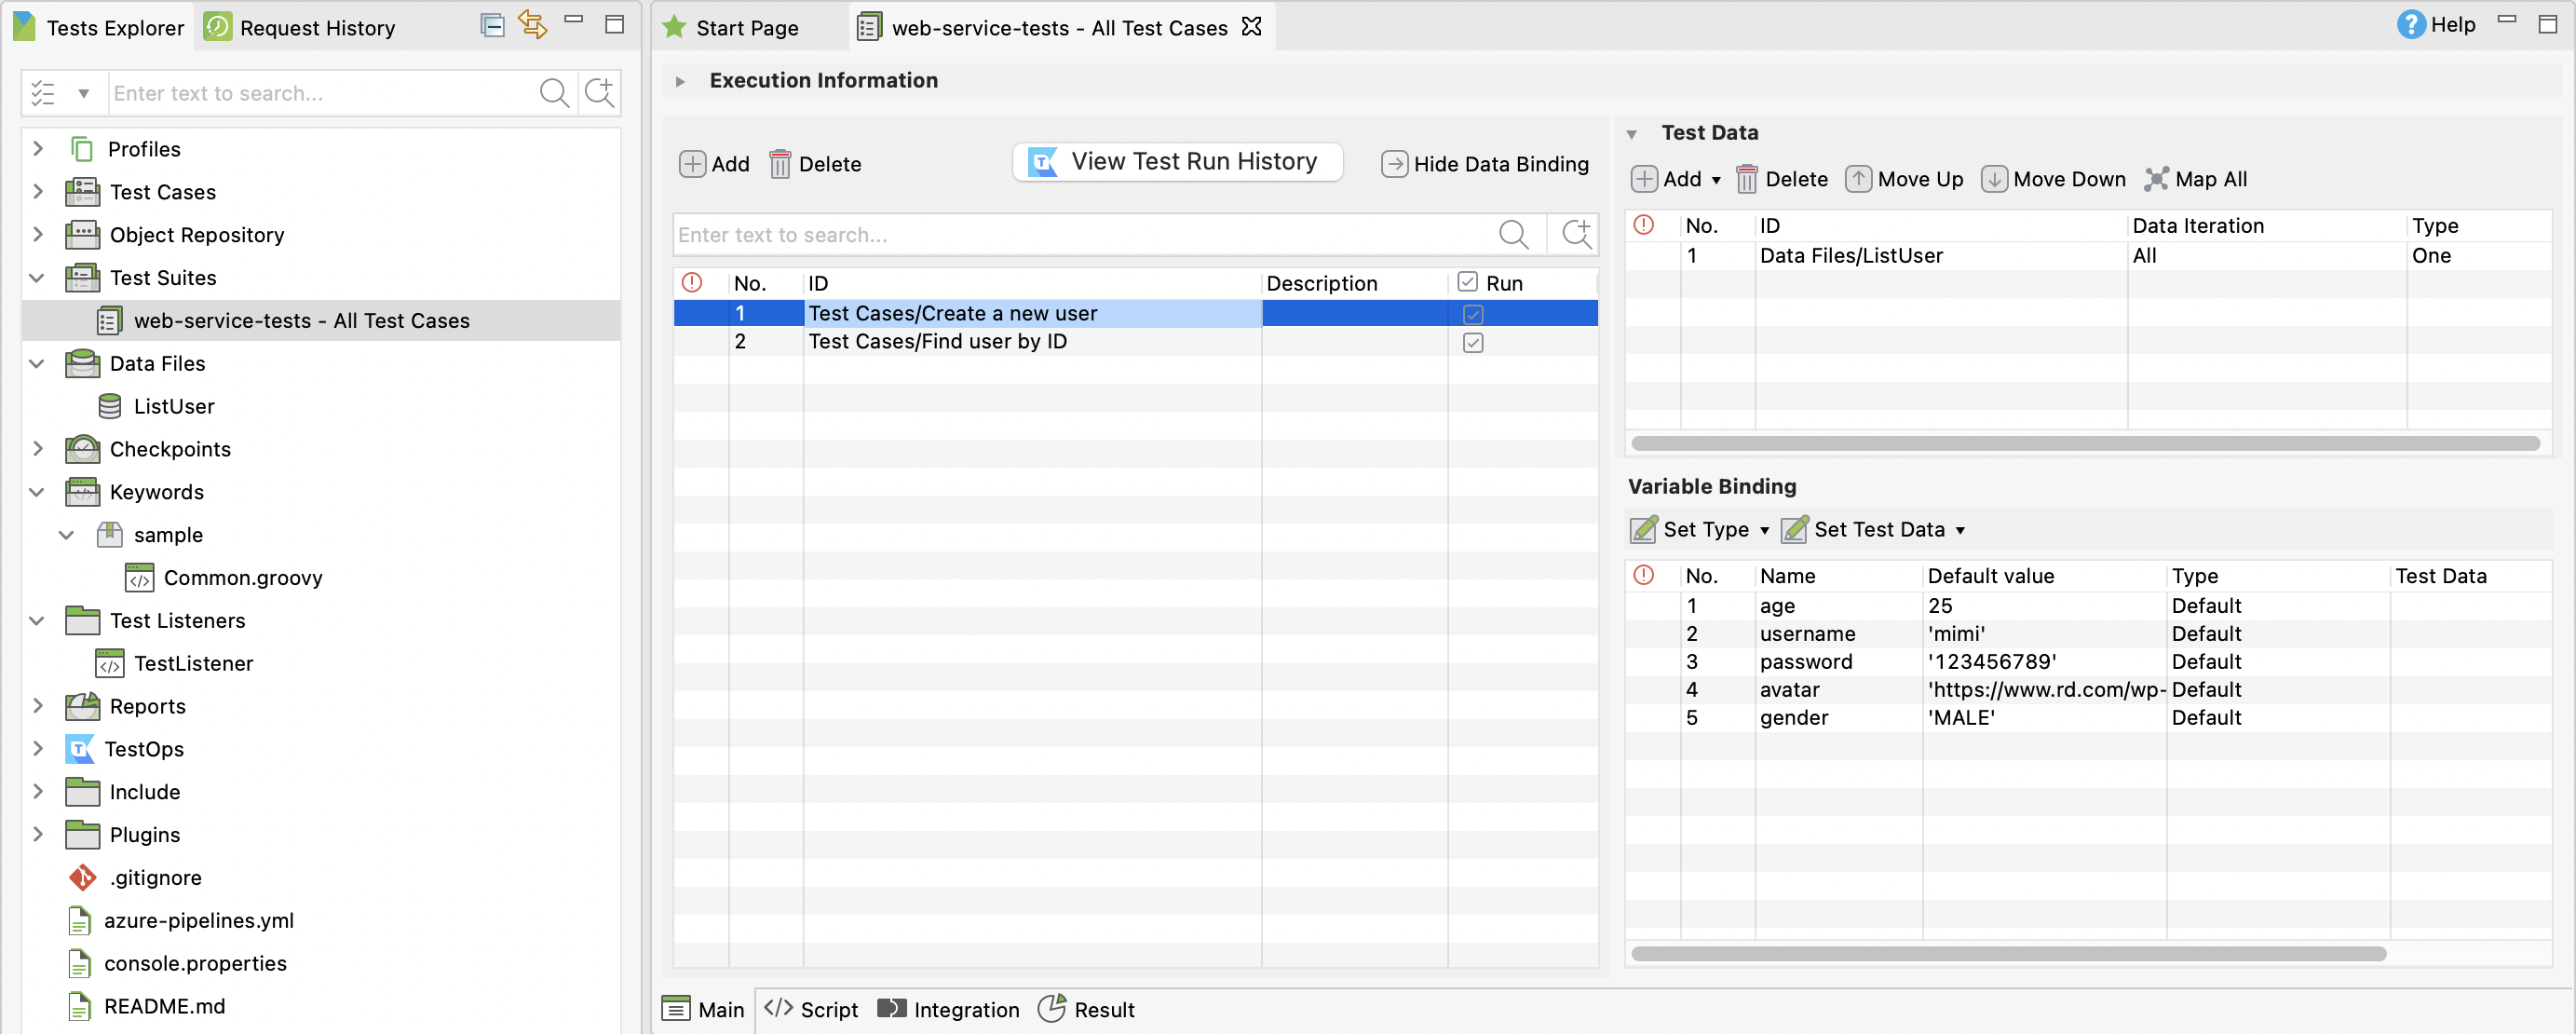 Tests Explorer
Request History
Enter text to search...
Profiles
Test Cases
Object Repository
Test Suites
web-service-tests - All Test Cases
Data Files
ListUser
Checkpoints
Keywords
sample
Common.groovy
Test Listeners
TestListener
Reports
TestOps
Include
Plugins
.gitignore
azure-pipelines.yml
console.properties
README.md
Start Page
web-service-tests - All Test Cases
Help
Execution Information
Add
Delete
View Test Run History
Hide Data Binding
Enter text to search...
No. ID Description Run
1 Test Cases/Create a new user
2 Test Cases/Find user by ID
Test Data
Add Delete Move Up Move Down Map All
No. ID Data Iteration Type
1 Data Files/ListUser All One
Variable Binding
Set Type Set Test Data
No. Name Default value Type Test Data
1 age 25 Default
2 username 'mimi' Default
3 password '123456789' Default
4 avatar 'https://www.rd.com/wp- Default
5 gender 'MALE' Default
Main Script Integration Result